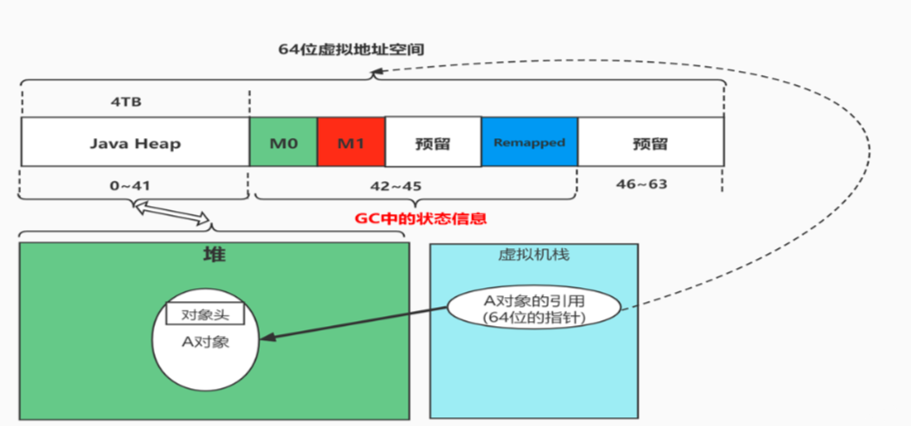 64位虚拟地址空间
4TB
Java Heap
M0
M1
预留
Remapped
预留
0~41
42~45
46~63
GC中的状态信息
堆
虚拟机栈
对象头
A对象
A对象的引用
(64位的指针)